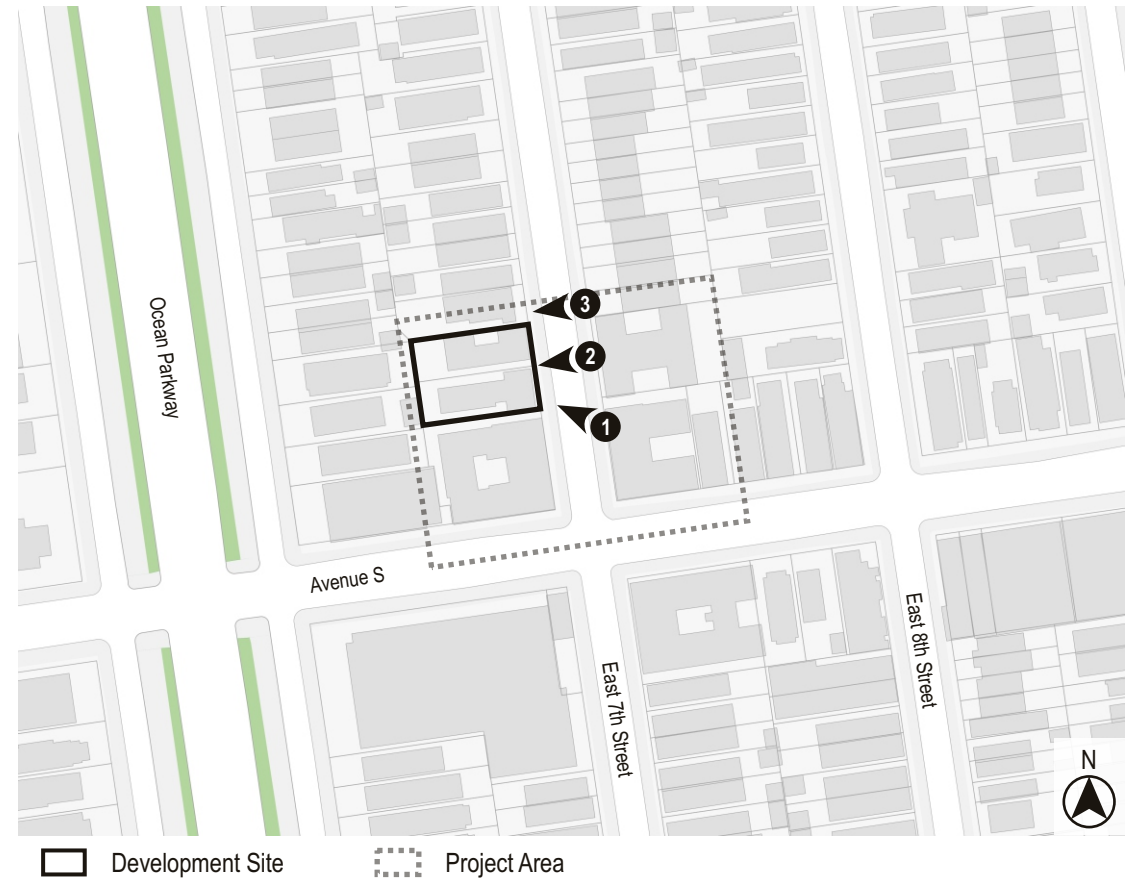 3
2
1
Ocean Parkway
Avenue S
East 7th Street
East 8th Street
N
Development Site
Project Area